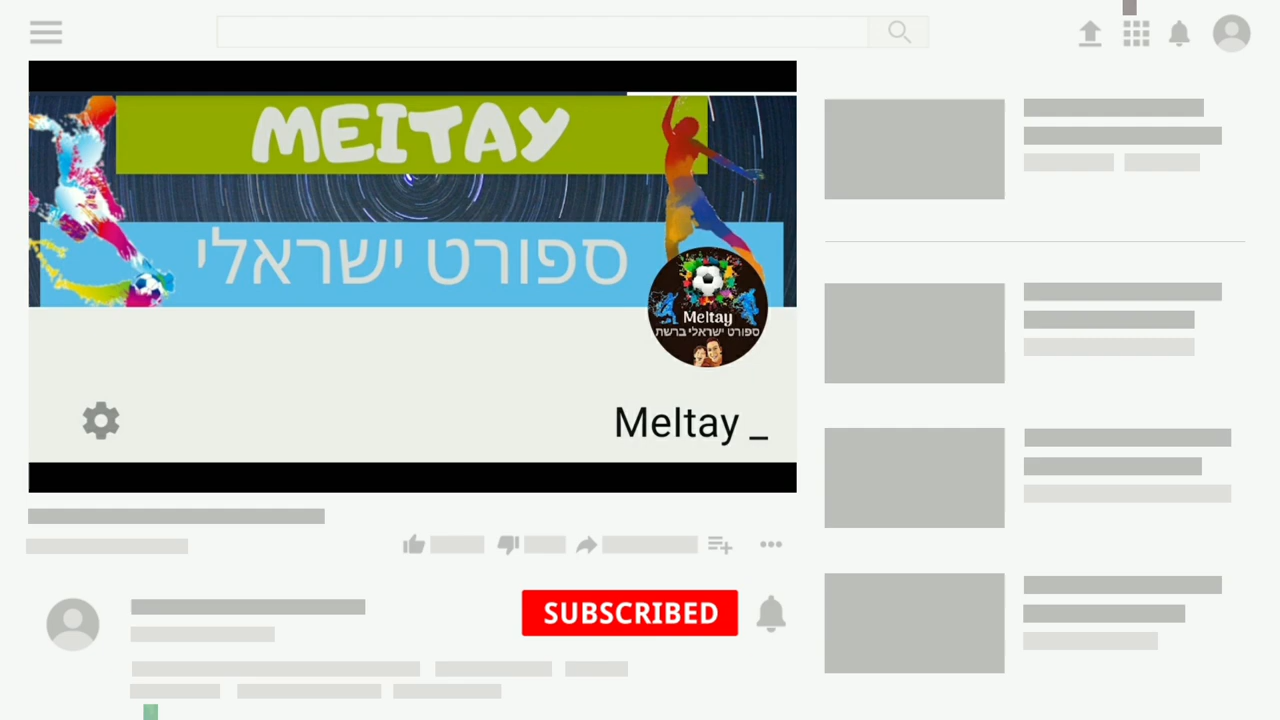 MEITAY
ספורט ישראלי
Meltay
ספורט ישראלי ברשת
Meltay _
SUBSCRIBED